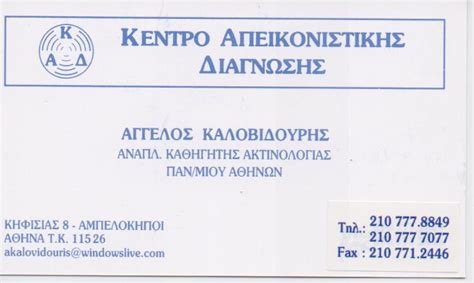 Κ
Α Δ
ΚΕΝΤΡΟ ΑΠΕΙΚΟΝΙΣΤΙΚΗΣ
ΔΙΑΓΝΩΣΗΣ
ΑΓΓΕΛΟΣ ΚΑΛΟΒΙΔΟΥΡΗΣ
ΑΝΑΠΛ. ΚΑΘΗΓΗΤΗΣ ΑΚΤΙΝΟΛΟΓΙΑΣ
ΠΑΝ/ΜΙΟΥ ΑΘΗΝΩΝ
ΚΗΦΙΣΙΑΣ 8 - ΑΜΠΕΛΟΚΗΠΟΙ
ΑΘΗΝΑ Τ.Κ. 115 26
akalovidouris@windowslive.com
Τηλ.: 210 777.8849
210 777 7077
Fax : 210 771.2446